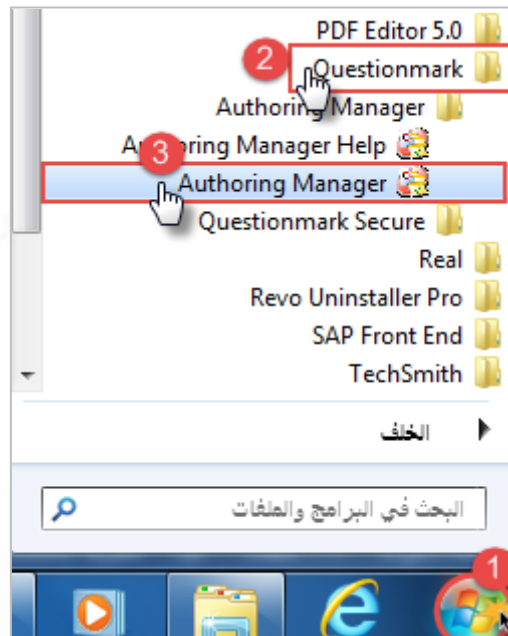 PDF Editor 5.0
2
Questionmark
Authoring Manager
Authoring Manager Help
3
Authoring Manager
Questionmark Secure
Real
Revo Uninstaller Pro
SAP Front End
TechSmith
الخلف
البحث في البرامج والملفات
1